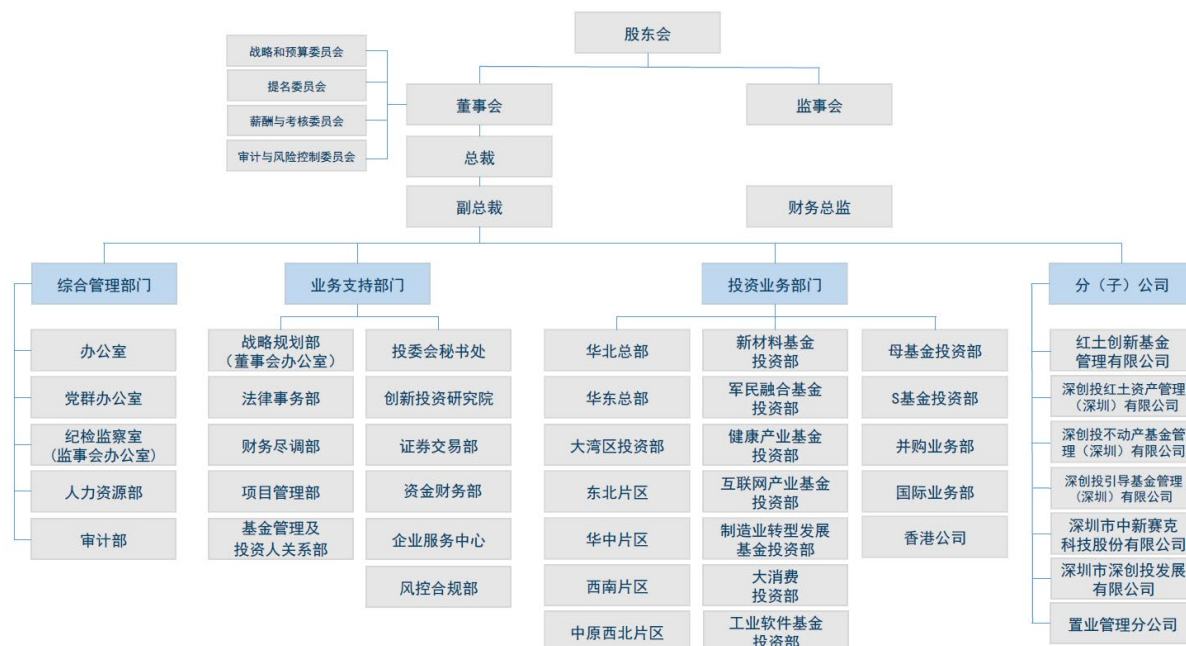 股东会
战略和预算委员会
提名委员会
薪酬与考核委员会
审计与风险控制委员会
董事会
监事会
总裁
副总裁
财务总监
综合管理部门
业务支持部门
投资业务部门
分（子）公司
办公室
党群办公室
纪检监察室
（监事会办公室）
人力资源部
审计部
战略规划部
（董事会办公室）
法律事务部
财务尽调部
项目管理部
基金管理及
投资人关系部
投委会秘书处
创新投资研究院
证券交易部
资金财务部
企业服务中心
风控合规部
华北总部
华东总部
大湾区投资部
东北片区
华中片区
西南片区
中原西北片区
新材料基金
投资部
军民融合基金
投资部
健康产业基金
投资部
互联网产业基金
投资部
制造业转型发展
基金投资部
大消费
投资部
工业软件基金
投资部
母基金投资部
S基金投资部
并购业务部
国际业务部
香港公司
红土创新基金
管理有限公司
深创投红土资产管理
（深圳）有限公司
深创投不动产基金管
理（深圳）有限公司
深创投引导基金管理
（深圳）有限公司
深圳市中新赛克
科技股份有限公司
深圳市深创投发展
有限公司
置业管理分公司